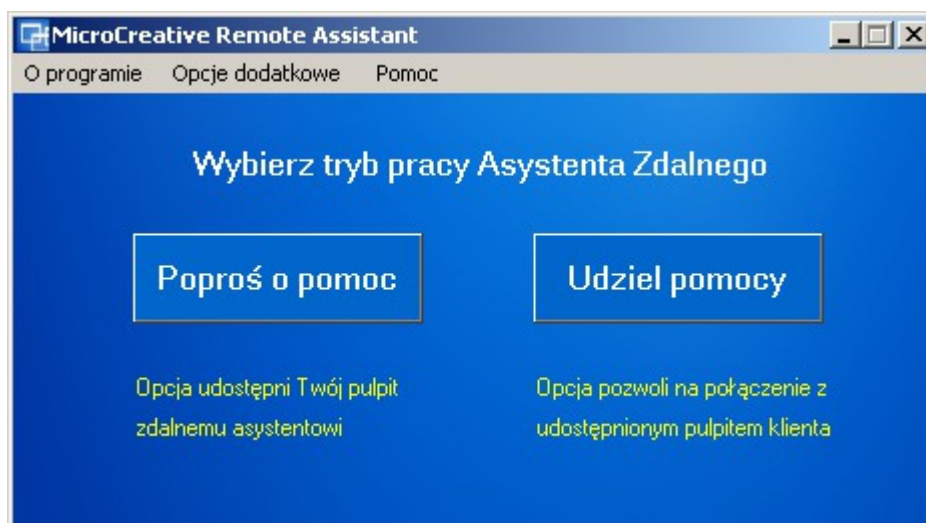 MicroCreative Remote Assistant
O programie Opcje dodatkowe Pomoc
Wybierz tryb pracy Asystenta Zdalnego
Poproś o pomoc
Udziel pomocy
Opcja udostępni Twój pulpit
zdalnemu asystentowi
Opcja pozwoli na połączenie z
udostępnionym pulpitem klienta